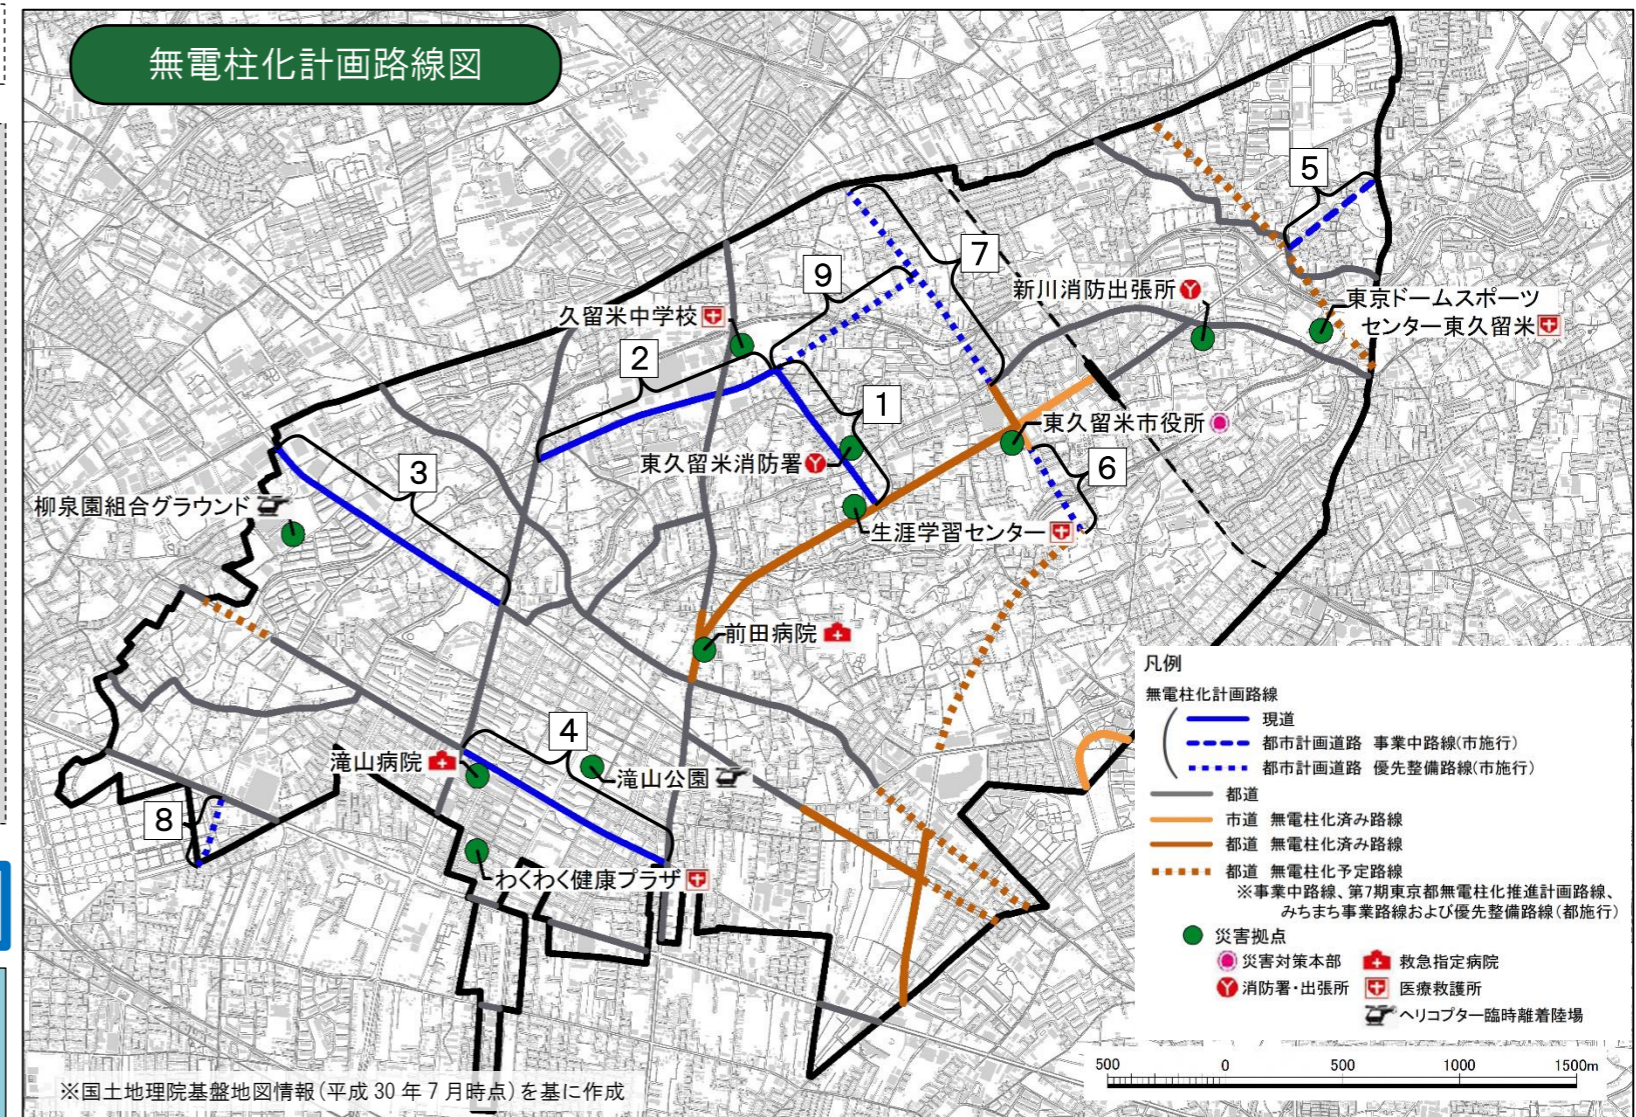 無電柱化計画路線図
5
7
9
新川消防出張所
東京ドームスポーツ
センター東久留米
久留米中学校
2
1
東久留米市役所
3
東久留米消防署
6
柳泉園組合グラウンド
生涯学習センター
前田病院
4
滝山病院
滝山公園
8
わくわく健康プラザ
凡例
無電柱化計画路線
現道
都市計画道路 事業中路線(市施行)
都市計画道路 優先整備路線(市施行)
都道
市道 無電柱化済み路線
都道 無電柱化済み路線
都道 無電柱化予定路線
※事業中路線、第7期東京都無電柱化推進計画路線、
みちまち事業路線および優先整備路線(都施行)
災害拠点
災害対策本部 救急指定病院
消防署・出張所 医療救護所
ヘリコプター臨時離着陸場
500 0 500 1000 1500m
※国土地理院基盤地図情報(平成 30 年 7 月時点)を基に作成